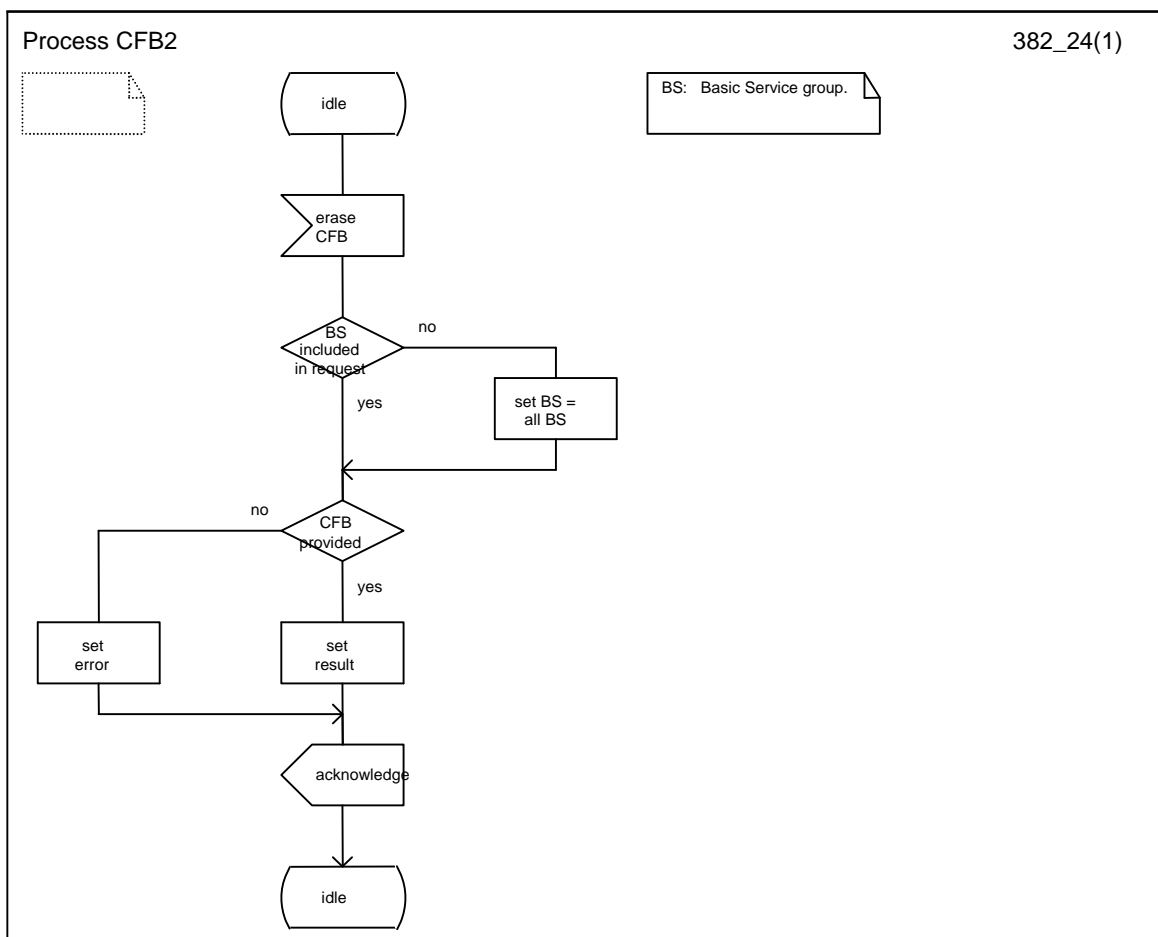 Process CFB2
382_24(1)
idle
BS: Basic Service group.
erase
CFB
BS
included
in request
no
yes
set BS =
all BS
no
CFB
provided
yes
set
error
set
result
acknowledge
idle